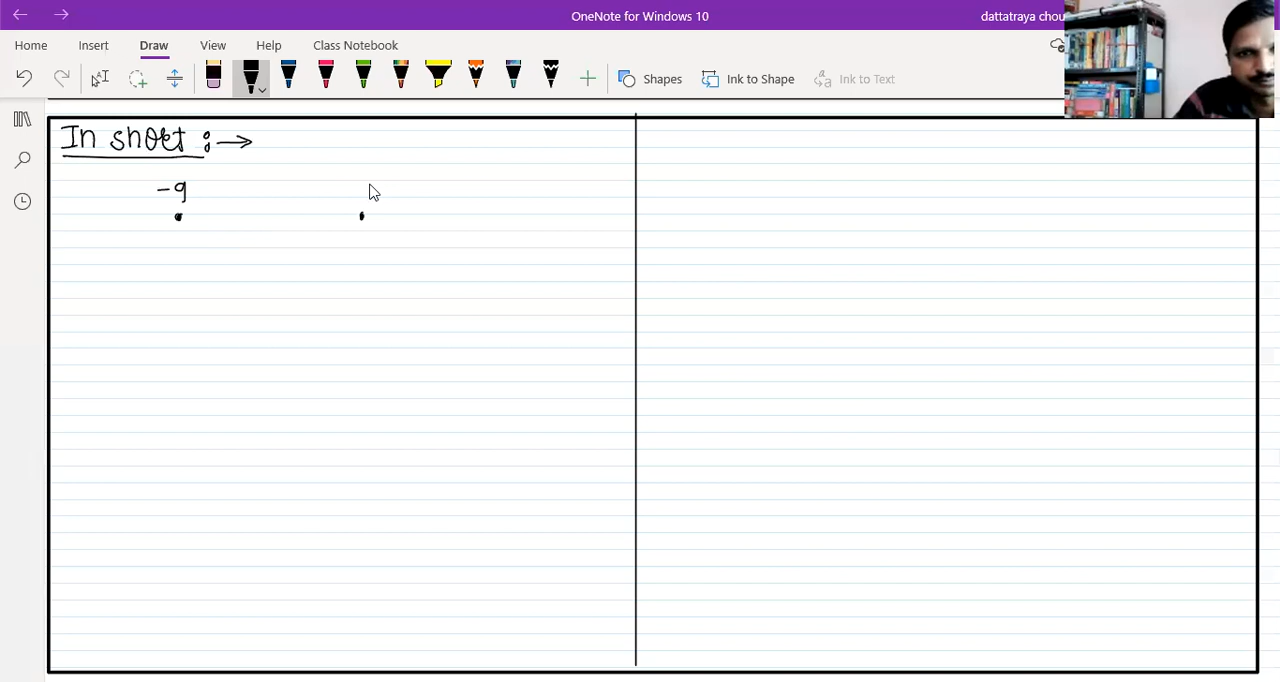 OneNote for Windows 10
dattatraya chou
Home Insert Draw View Help Class Notebook
Shapes Ink to Shape Ink to Text
In short :→
-q